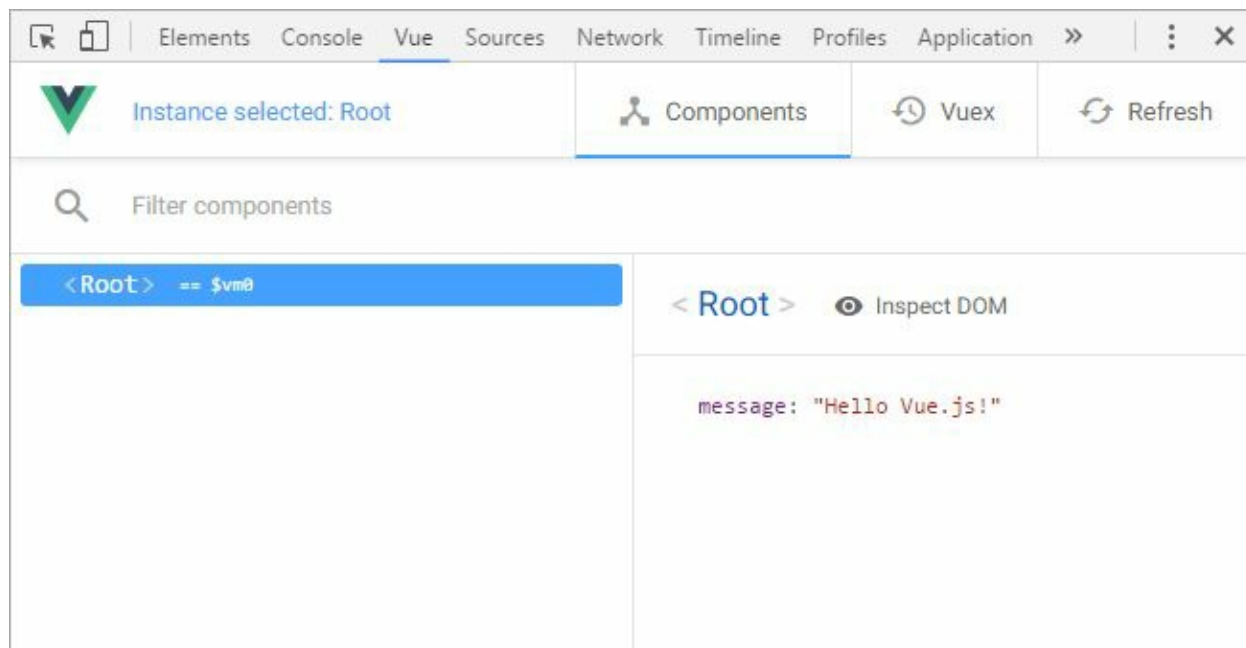 Elements Console Vue Sources Network Timeline Profiles Application »
Instance selected: Root Components Vuex Refresh
Filter components
<Root> == $vm0
< Root > Inspect DOM
message: "Hello Vue.js!"